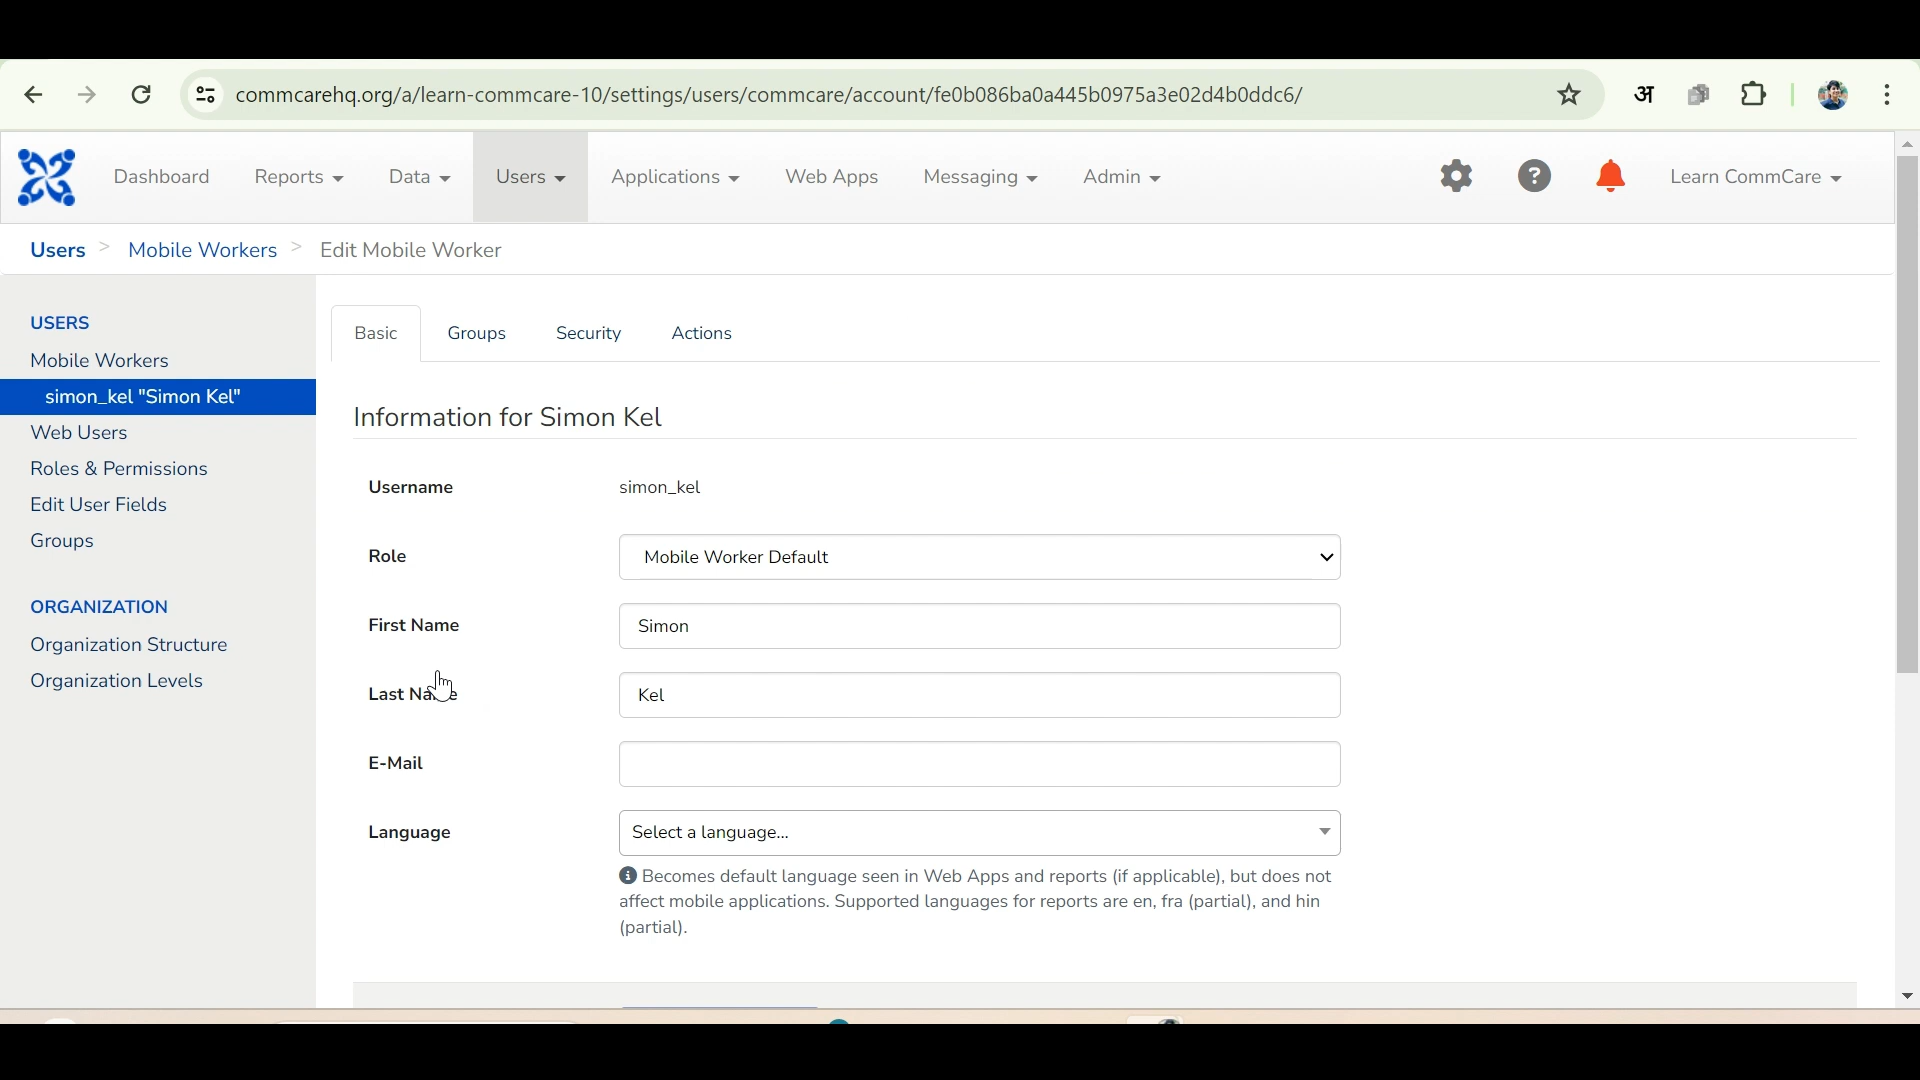 commcarehq.org/a/learn-commcare-10/settings/users/commcare/account/fe0b086ba0a445b0975a3e02d4b0ddc6/
अ
Dashboard Reports Data Users Applications Web Apps Messaging Admin ? Learn CommCare
Users > Mobile Workers > Edit Mobile Worker
USERS
Mobile Workers
simon_kel "Simon Kel"
Web Users
Roles & Permissions
Edit User Fields
Groups
ORGANIZATION
Organization Structure
Organization Levels
Basic Groups Security Actions
Information for Simon Kel
Username simon_kel
Role Mobile Worker Default
First Name Simon
Last Name Kel
E-Mail
Language Select a language...
Becomes default language seen in Web Apps and reports (if applicable), but does not
affect mobile applications. Supported languages for reports are en, fra (partial), and hin
(partial).